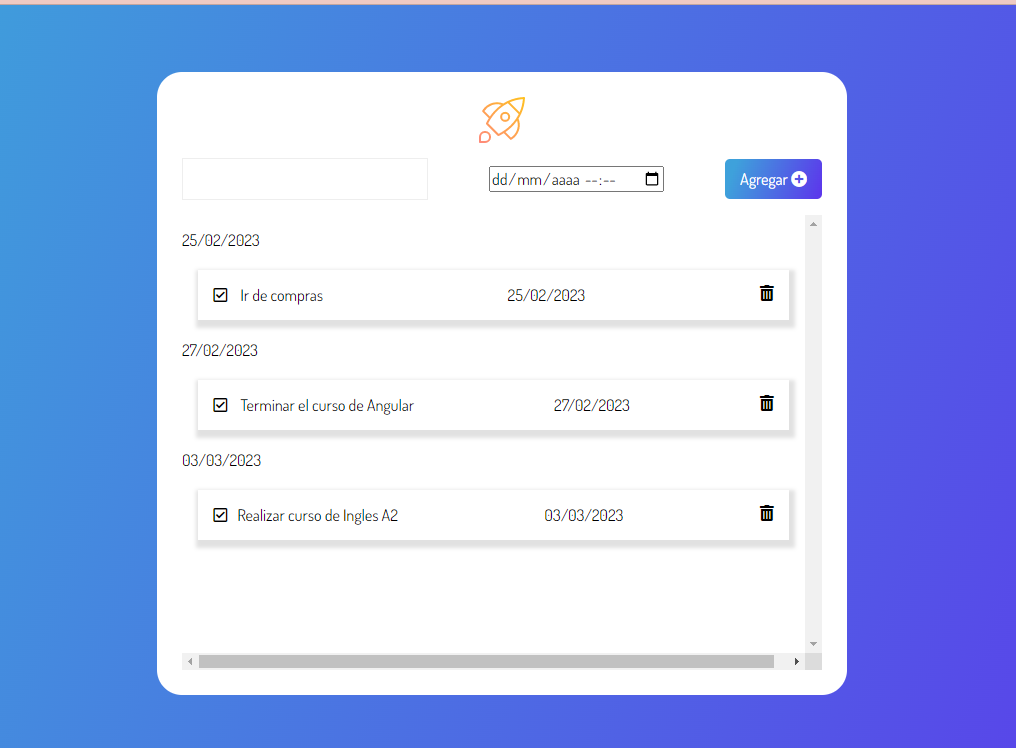 dd/mm/aaaa --:--
Agregar
25/02/2023
Ir de compras 25/02/2023
27/02/2023
Terminar el curso de Angular 27/02/2023
03/03/2023
Realizar curso de Ingles A2 03/03/2023